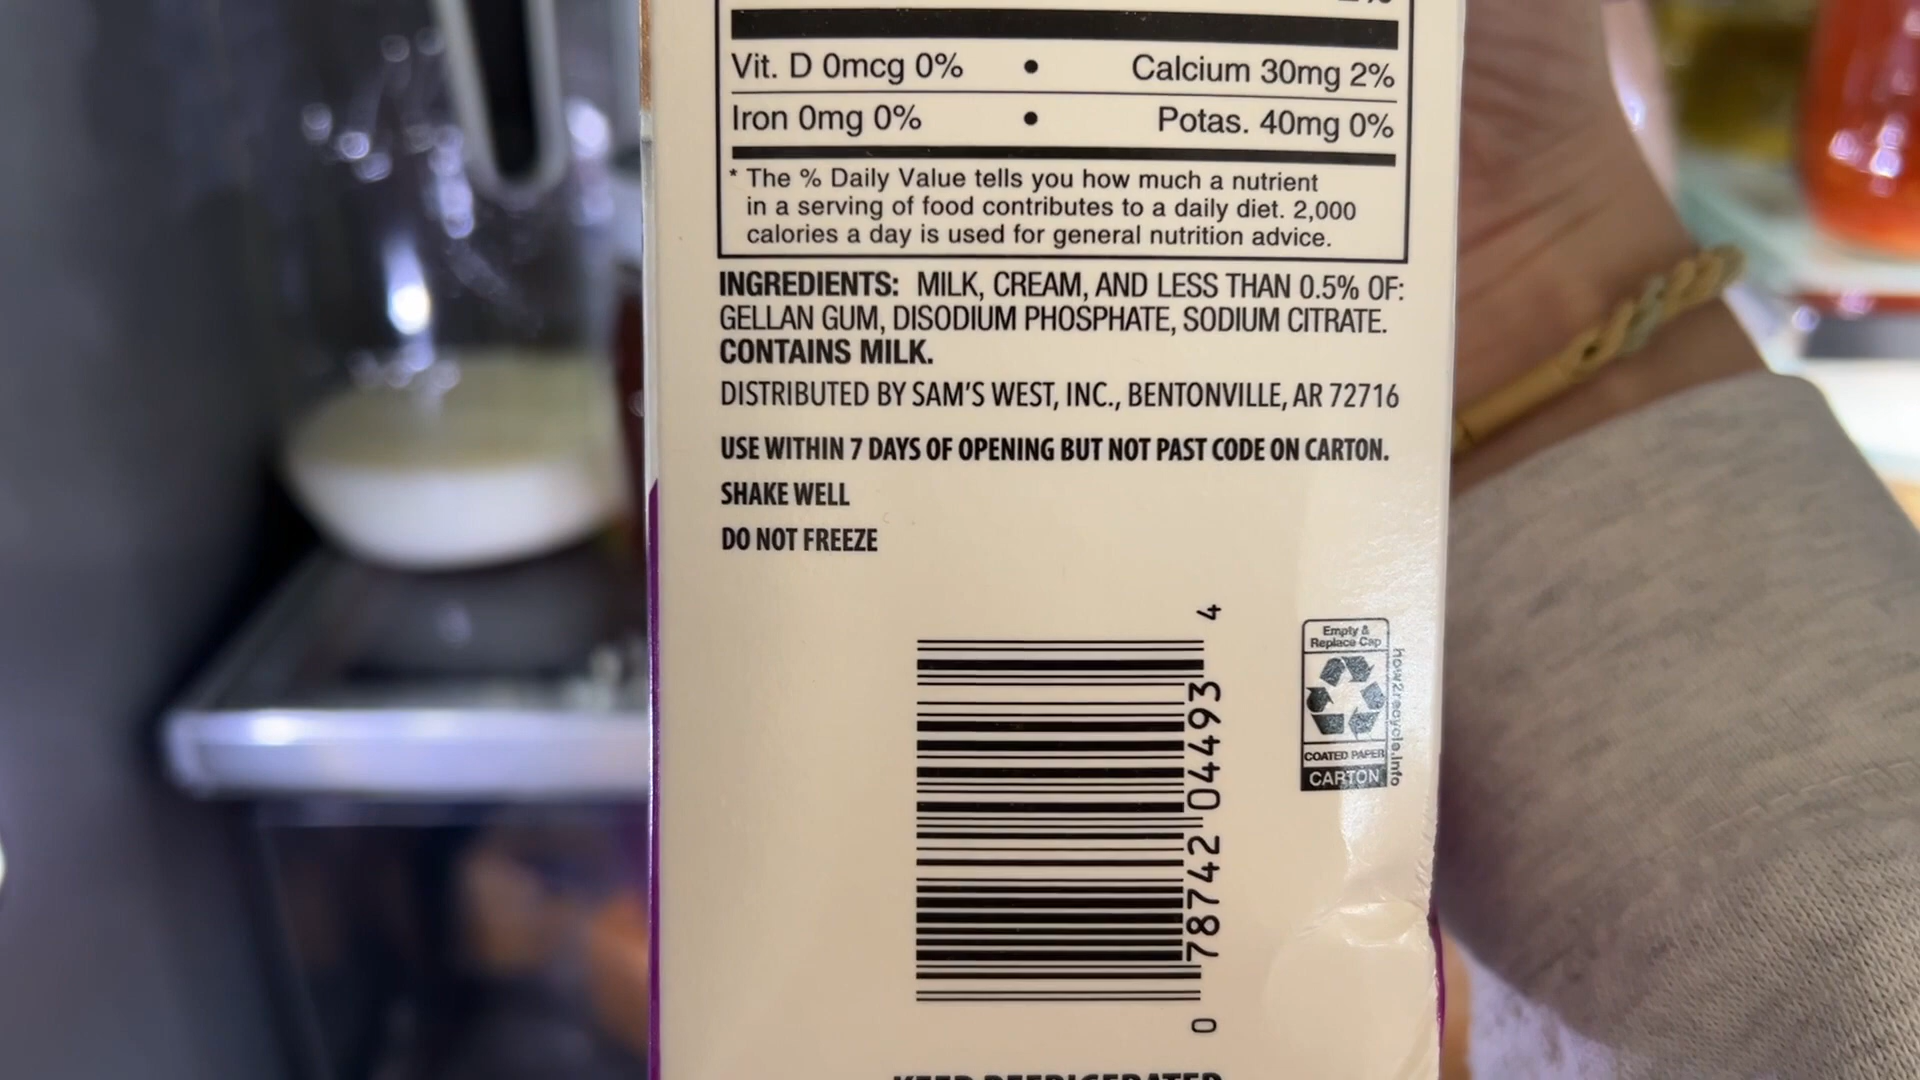 Vit. D 0mcg 0% • Calcium 30mg 2%
Iron 0mg 0% • Potas. 40mg 0%
* The % Daily Value tells you how much a nutrient
in a serving of food contributes to a daily diet. 2,000
calories a day is used for general nutrition advice.
INGREDIENTS: MILK, CREAM, AND LESS THAN 0.5% OF:
GELLAN GUM, DISODIUM PHOSPHATE, SODIUM CITRATE.
CONTAINS MILK.
DISTRIBUTED BY SAM'S WEST, INC., BENTONVILLE, AR 72716
USE WITHIN 7 DAYS OF OPENING BUT NOT PAST CODE ON CARTON.
SHAKE WELL
DO NOT FREEZE
0 78742 04493 4
Empty &
Replace Cap
COATED PAPER
CARTON
how2recycle.info
KEEP REFRIGERATED